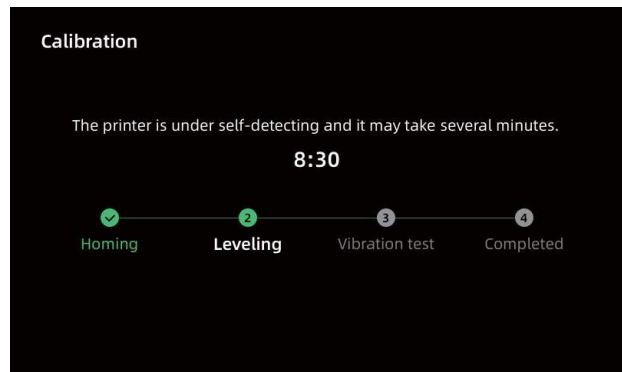 Calibration
The printer is under self-detecting and it may take several minutes.
8:30
2 3 4
Homing Leveling Vibration test Completed